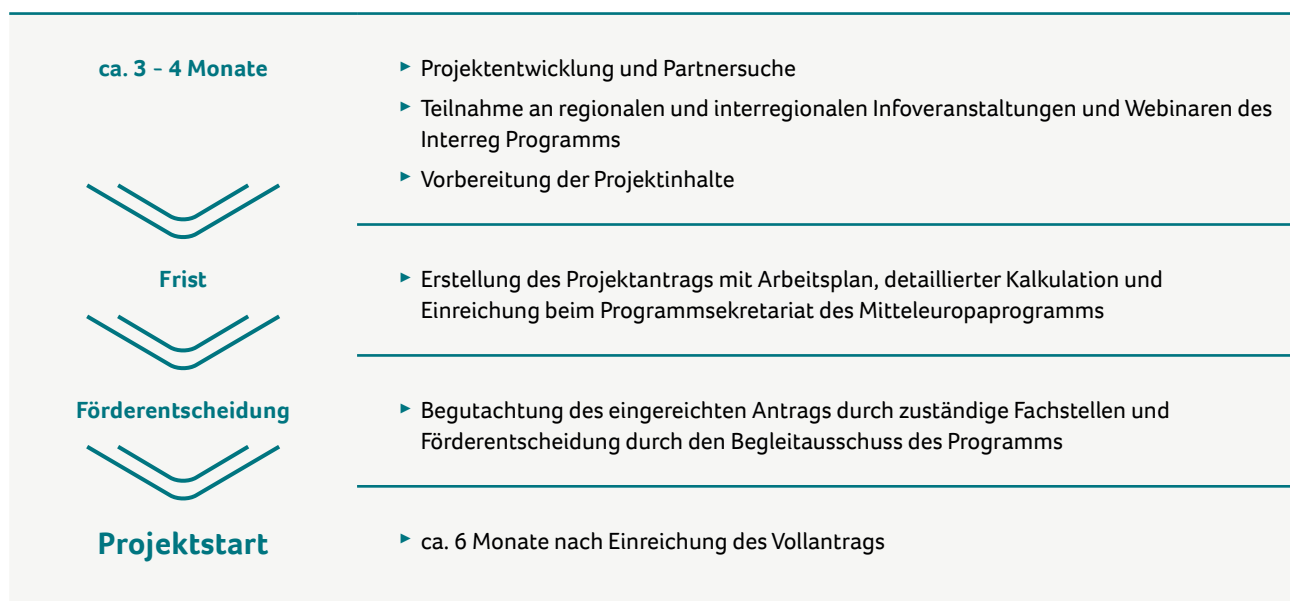 ca. 3 – 4 Monate
▸ Projektentwicklung und Partnersuche
▸ Teilnahme an regionalen und interregionalen Infoveranstaltungen und Webinaren des
Interreg Programms
▸ Vorbereitung der Projektinhalte
Frist
▸ Erstellung des Projektantrags mit Arbeitsplan, detaillierter Kalkulation und
Einreichung beim Programmsekretariat des Mitteleuropaprogramms
Förderentscheidung
▸ Begutachtung des eingereichten Antrags durch zuständige Fachstellen und
Förderentscheidung durch den Begleitausschuss des Programms
Projektstart
▸ ca. 6 Monate nach Einreichung des Vollantrags